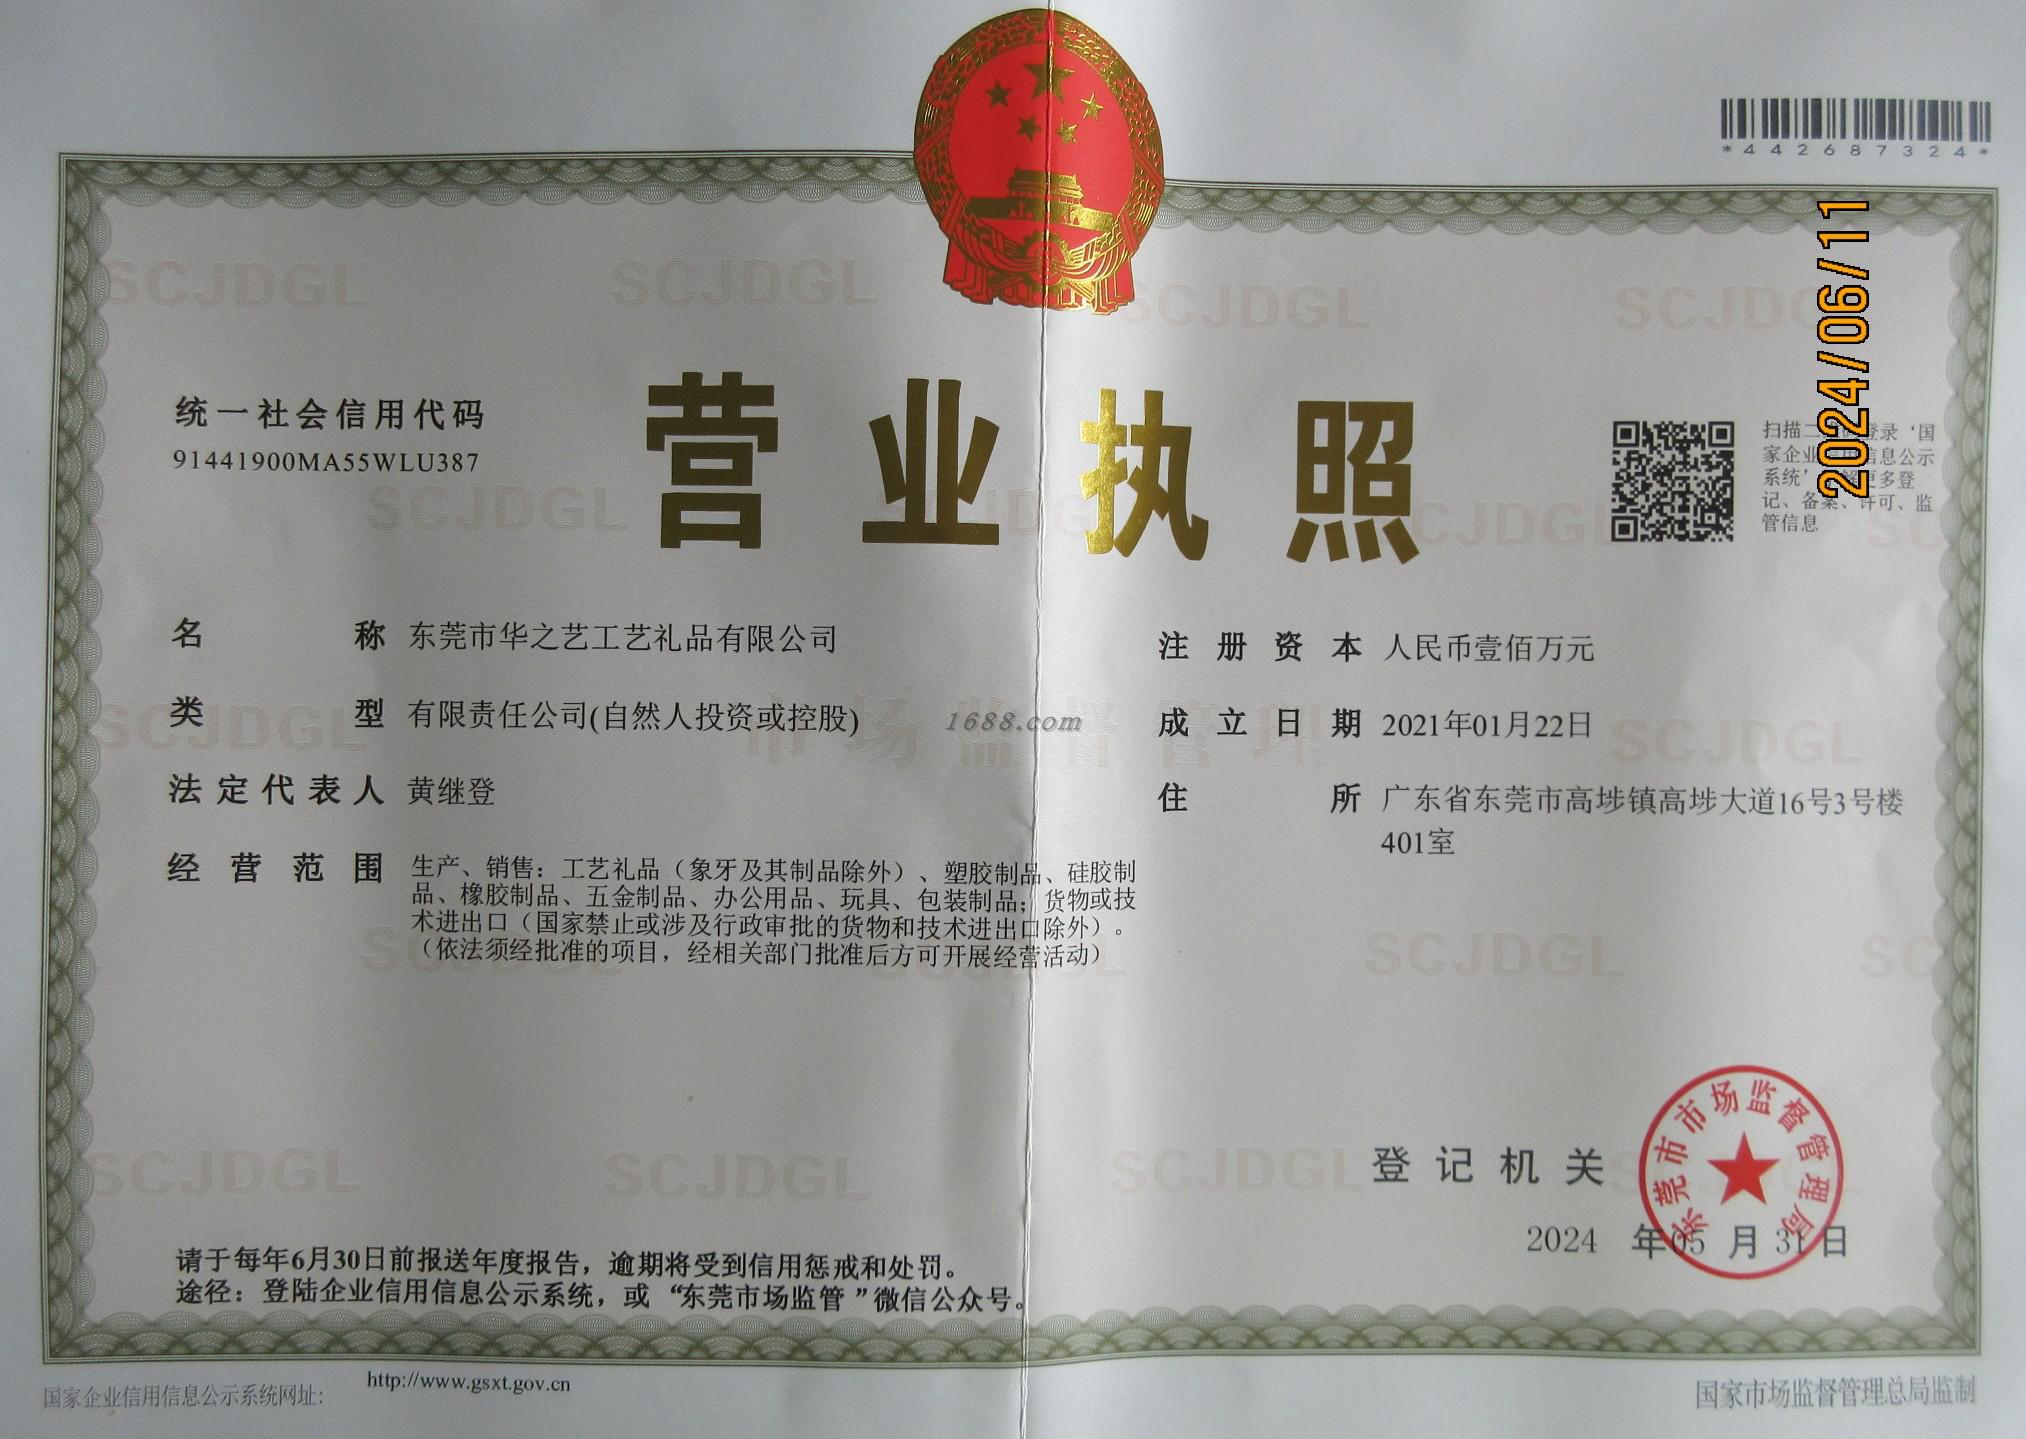 *442687324*
2024/06/11
统一社会信用代码
91441900MA55WLU387
营业执照
扫描二 登录‘国
家企业信用信息公示
系统’ 更多登
记、备案、许可、监
管信息
名称 东莞市华之艺工艺礼品有限公司
类型 有限责任公司(自然人投资或控股)
法定代表人 黄继登
经营范围 生产、销售：工艺礼品（象牙及其制品除外）、塑胶制品、硅胶制
品、橡胶制品、五金制品、办公用品、玩具、包装制品；货物或技
术进出口（国家禁止或涉及行政审批的货物和技术进出口除外）。
（依法须经批准的项目，经相关部门批准后方可开展经营活动）
1688.com
注册资本 人民币壹佰万元
成立日期 2021年01月22日
住所 广东省东莞市高埗镇高埗大道16号3号楼
401室
市场监督管理
SCJDGL
登记机关
东莞市市场监督管理局
2024 年05 月 31 日
请于每年6月30日前报送年度报告，逾期将受到信用惩戒和处罚。
途径：登陆企业信用信息公示系统，或“东莞市场监管”微信公众号。
国家企业信用信息公示系统网址： http://www.gsxt.gov.cn
国家市场监督管理总局监制